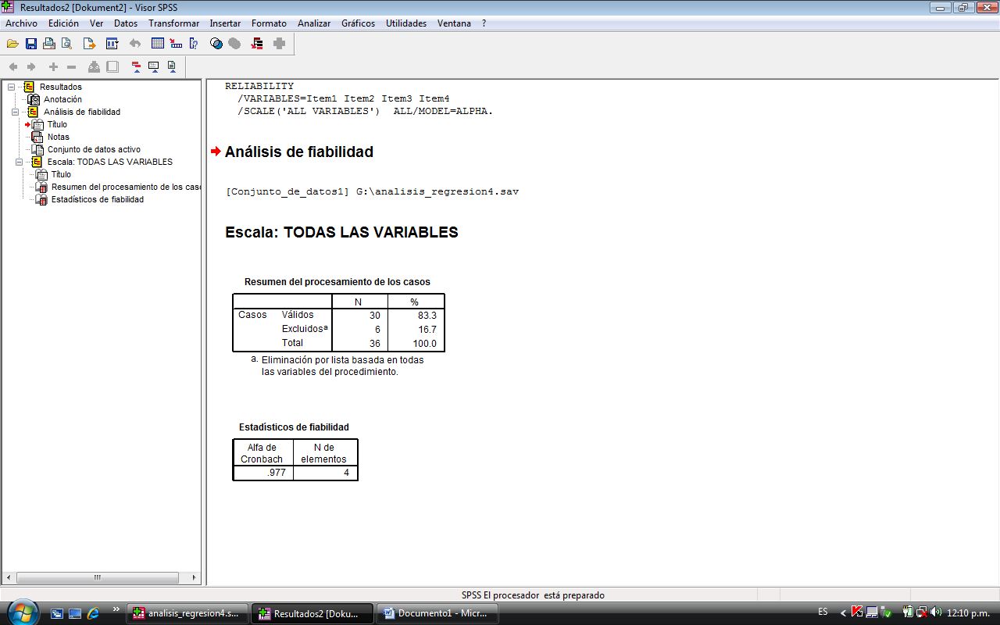 Resultados2 [Dokument2] - Visor SPSS
Archivo Edición Ver Datos Transformar Insertar Formato Analizar Gráficos Utilidades Ventana ?
Resultados
Anotación
Análisis de fiabilidad
Título
Notas
Conjunto de datos activo
Escala: TODAS LAS VARIABLES
Título
Resumen del procesamiento de los caso
Estadísticos de fiabilidad
RELIABILITY
/VARIABLES=Item1 Item2 Item3 Item4
/SCALE('ALL VARIABLES') ALL/MODEL=ALPHA.
Análisis de fiabilidad
[Conjunto_de_datos1] G:\analisis_regresion4.sav
Escala: TODAS LAS VARIABLES
Resumen del procesamiento de los casos
N %
Casos Válidos 30 83.3
Excluidosª 6 16.7
Total 36 100.0
a. Eliminación por lista basada en todas
las variables del procedimiento.
Estadísticos de fiabilidad
Alfa de N de
Cronbach elementos
.977 4
SPSS El procesador está preparado
» analisis_regresion4.s... Resultados2 [Doku... Documento1 - Micr... ES 12:10 p.m.